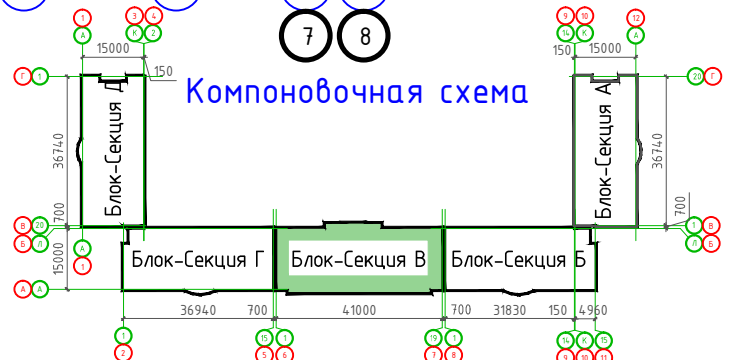 1 3 4 7 8 9 10 12
А К 2 14 К А
15000 150 15000
150
Г 1 20 Г
Компоновочная схема
36740 Блок-Секция Д Блок-Секция А 36740
700 700
В 20 1 В
Б Л Л Б
А
1
15000
Блок-Секция Г Блок-Секция В Блок-Секция Б
А А
36940 700 41000 700 31830 150 4960
1 15 1 19 1 14 К 15
2 5 6 7 8 9 10 11